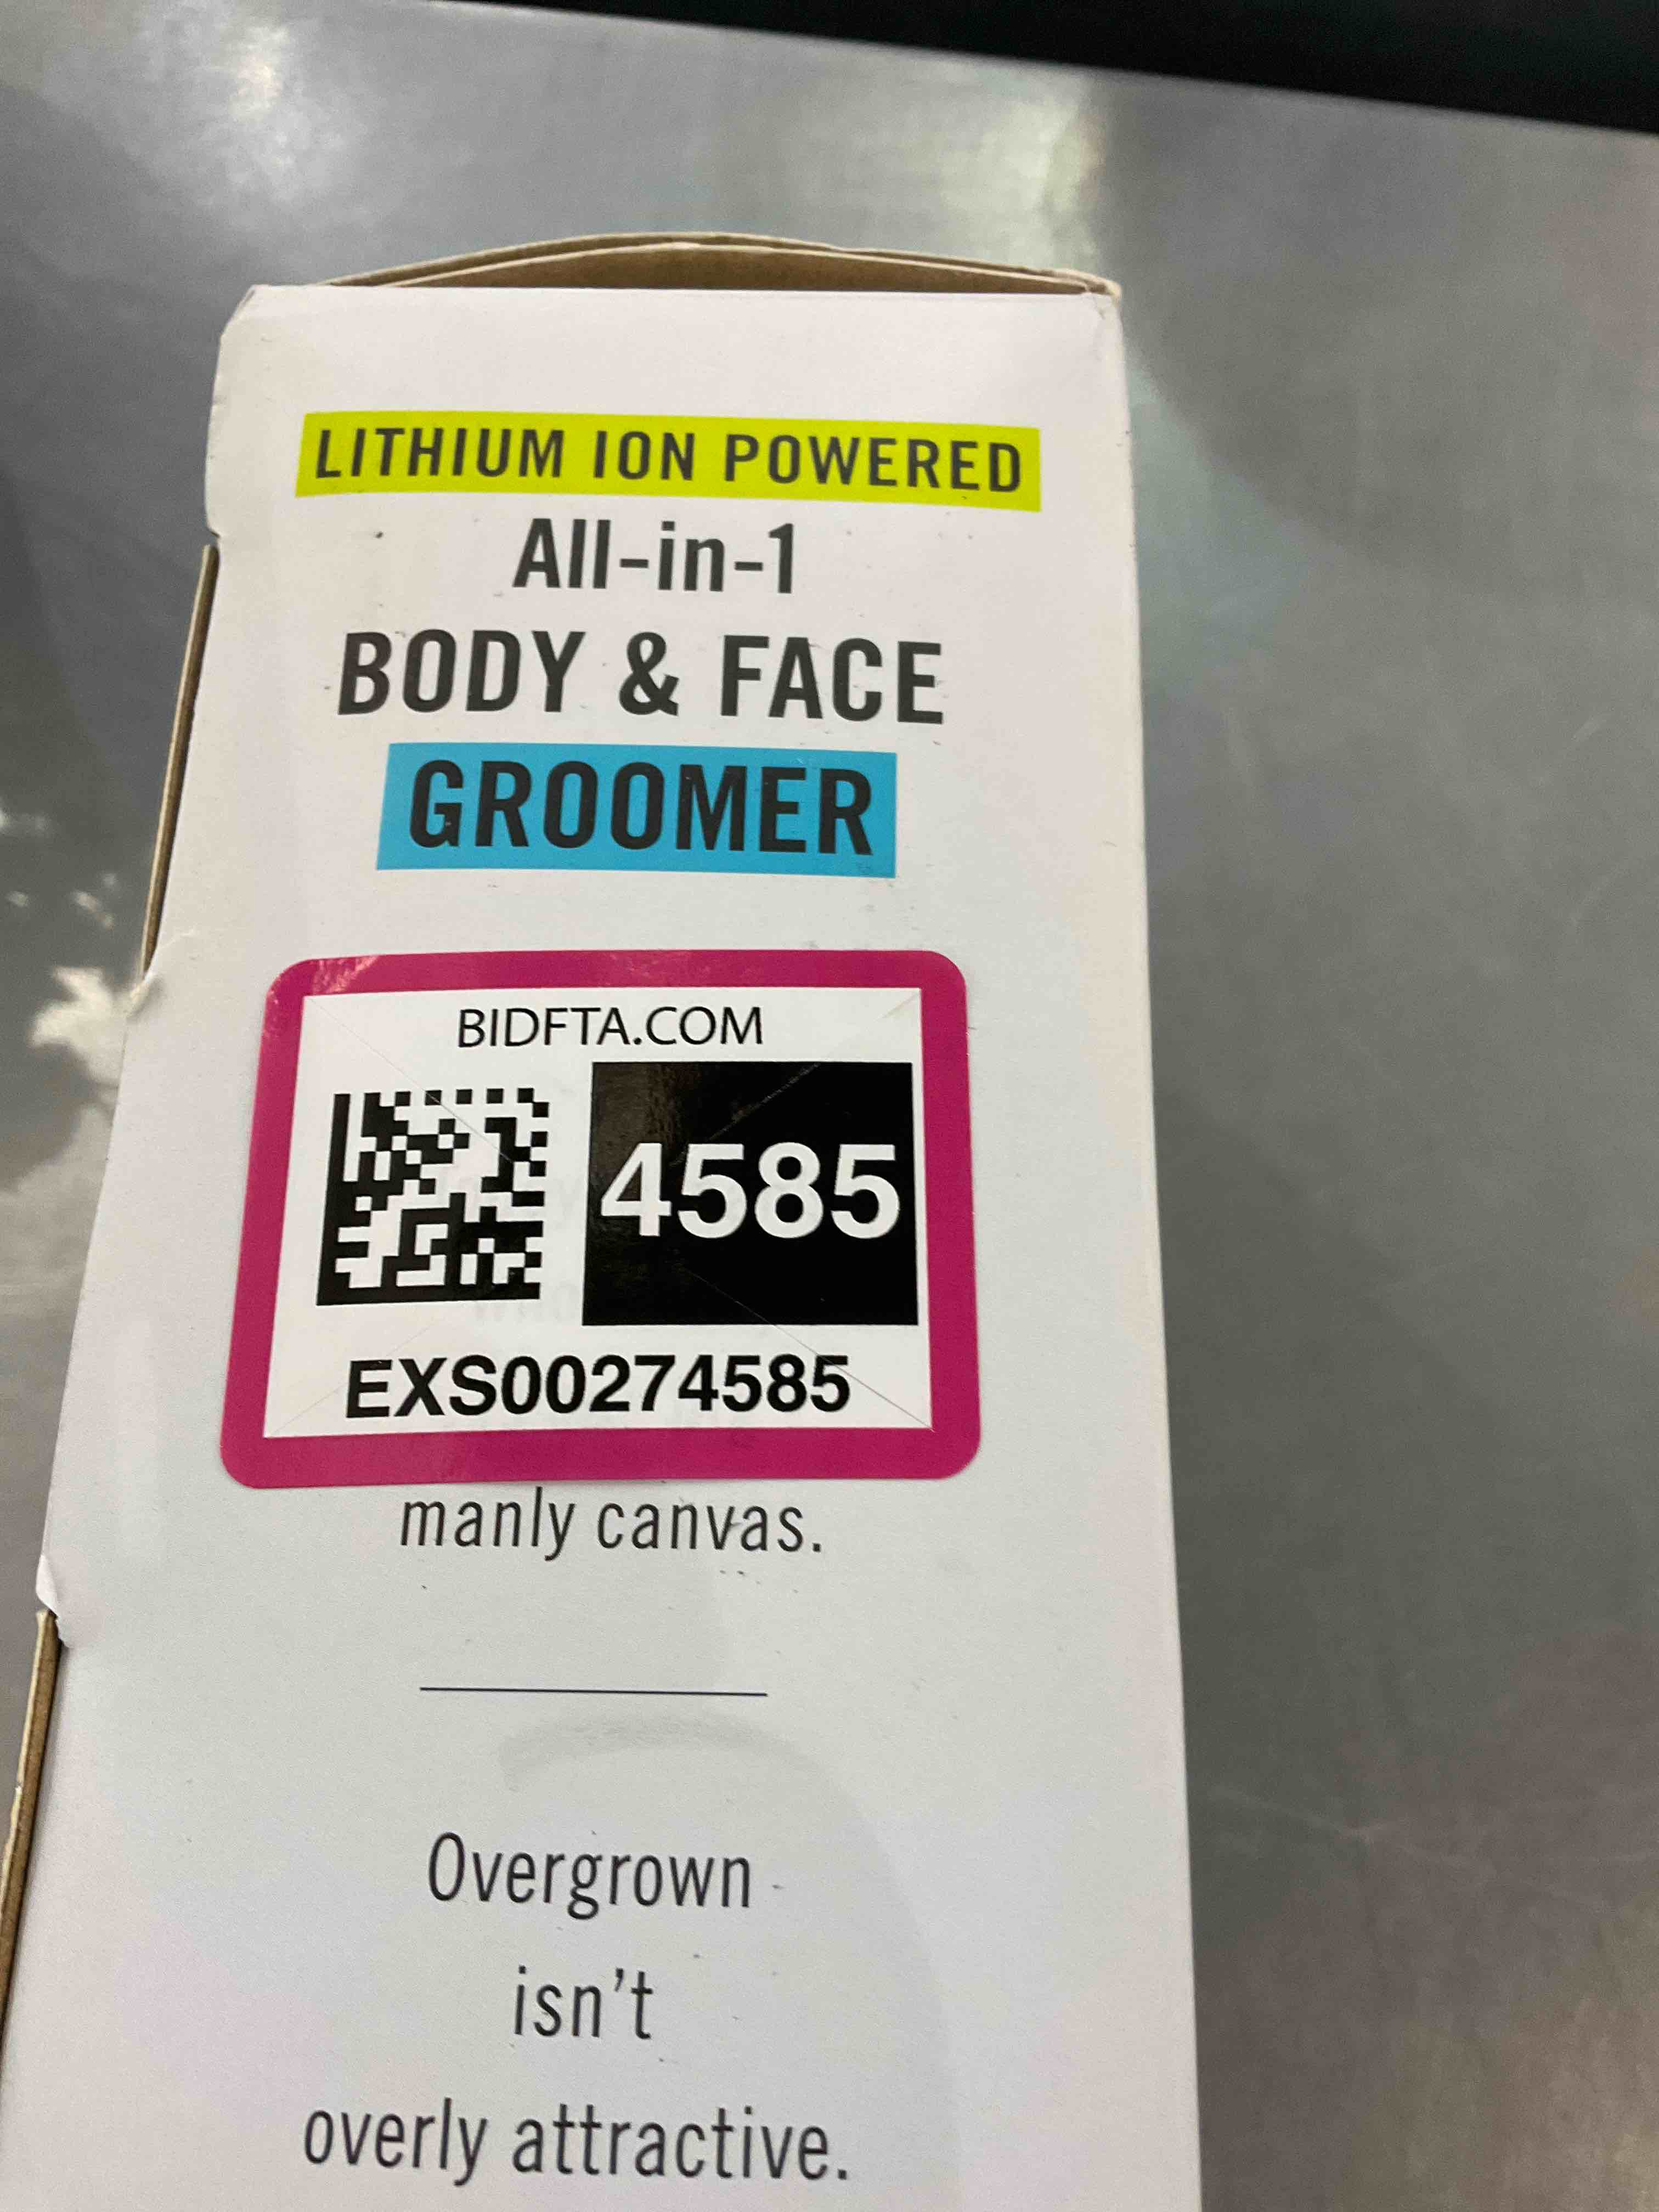 LITHIUM ION POWERED
All-in-1
BODY & FACE
GROOMER
BIDFTA.COM
4585
EXS00274585
manly canvas.
Overgrown
isn't
overly attractive.